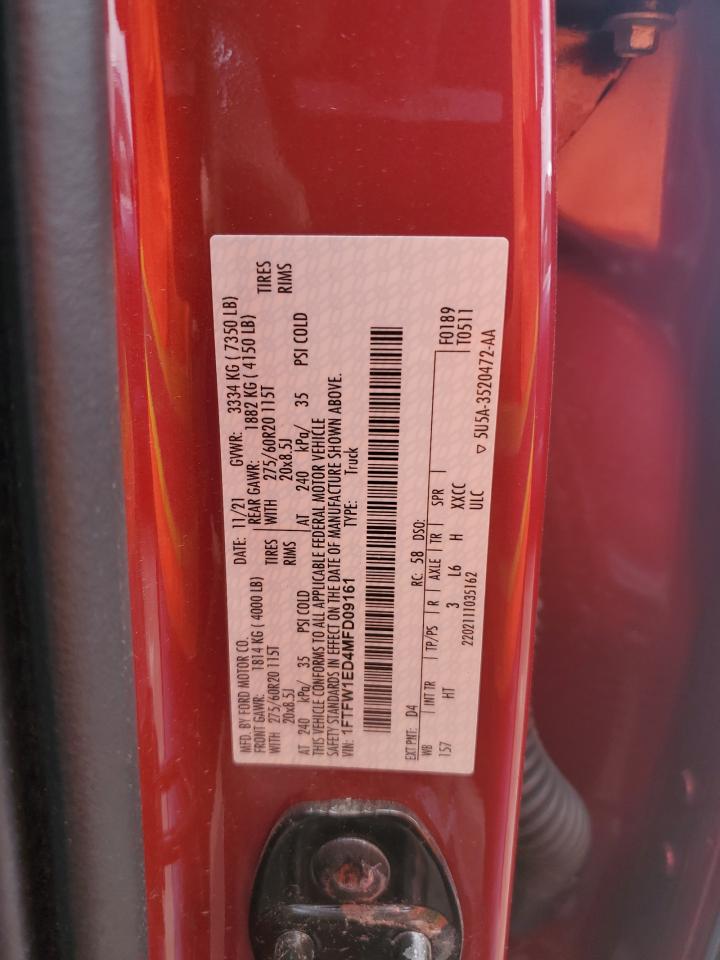 MFD. BY FORD MOTOR CO. DATE: 11/21 GVWR: 3334 KG ( 7350 LB)
FRONT GAWR: 1814 KG ( 4000 LB) REAR GAWR: 1882 KG ( 4150 LB)
WITH 275/60R20 115T TIRES WITH 275/60R20 115T TIRES
20x8.5J RIMS 20x8.5J RIMS
AT 240 kPa/ 35 PSI COLD AT 240 kPa/ 35 PSI COLD
THIS VEHICLE CONFORMS TO ALL APPLICABLE FEDERAL MOTOR VEHICLE
SAFETY STANDARDS IN EFFECT ON THE DATE OF MANUFACTURE SHOWN ABOVE.
VIN: 1FTFW1ED4MFD09161 TYPE: Truck
EXT PNT: D4 RC: 58 DSO: F0189
WB INT TR TP/PS R AXLE TR SPR T0511
157 HT 3 L6 H XXCC
2202111035162 ULC ▽ 5U5A-3520472-AA